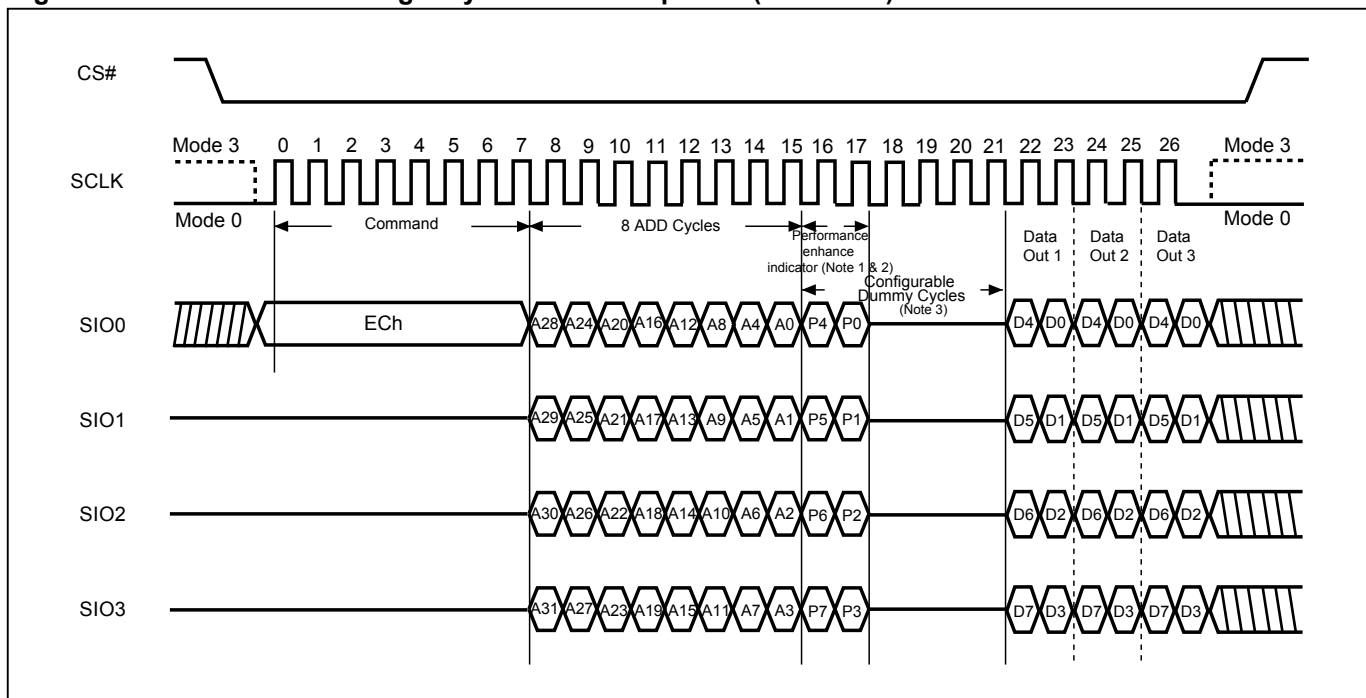 CS#
Mode 3 0 1 2 3 4 5 6 7 8 9 10 11 12 13 14 15 16 17 18 19 20 21 22 23 24 25 26 Mode 3
SCLK
Mode 0 Mode 0
Command 8 ADD Cycles
Performance
enhance
indicator (Note 1 & 2)
Data
Out 1
Data
Out 2
Data
Out 3
Configurable
Dummy Cycles
(Note 3)
SIO0 ECh A28 A24 A20 A16 A12 A8 A4 A0 P4 P0 D4 D0 D4 D0 D4 D0
SIO1 A29 A25 A21 A17 A13 A9 A5 A1 P5 P1 D5 D1 D5 D1 D5 D1
SIO2 A30 A26 A22 A18 A14 A10 A6 A2 P6 P2 D6 D2 D6 D2 D6 D2
SIO3 A31 A27 A23 A19 A15 A11 A7 A3 P7 P3 D7 D3 D7 D3 D7 D3